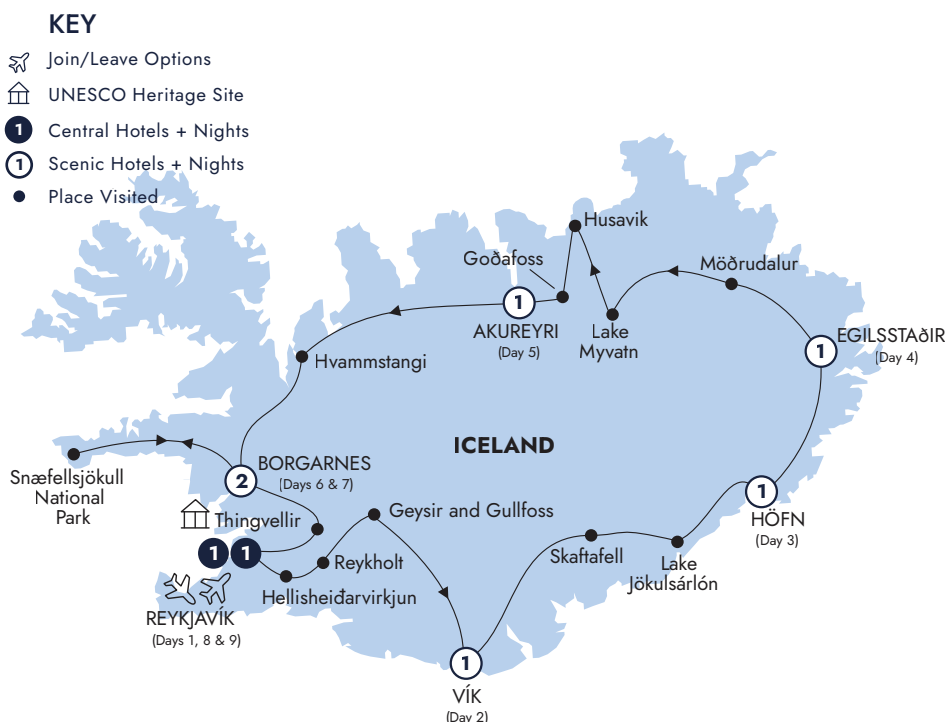 KEY
Join/Leave Options
UNESCO Heritage Site
1 Central Hotels + Nights
1 Scenic Hotels + Nights
Place Visited
Husavik
Goðafoss
Möðrudalur
1
AKUREYRI
(Day 5)
Lake
Myvatn
1
EGILSSTAðIR
(Day 4)
Hvammstangi
ICELAND
Snæfellsjökull
National
Park
2
BORGARNES
(Days 6 & 7)
1
HÖFN
(Day 3)
Thingvellir
Geysir and Gullfoss
Skaftafell
Lake
Jökulsárlón
1 1
Reykholt
Hellisheiðarvirkjun
REYKJAVÍK
(Days 1, 8 & 9)
1
VÍK
(Day 2)